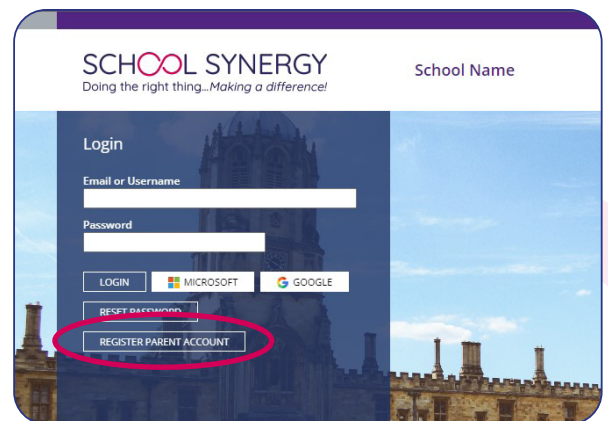 SCHOOL SYNERGY
Doing the right thing...Making a difference!
School Name
Login
Email or Username
Password
LOGIN
MICROSOFT
GOOGLE
RESET PASSWORD
REGISTER PARENT ACCOUNT